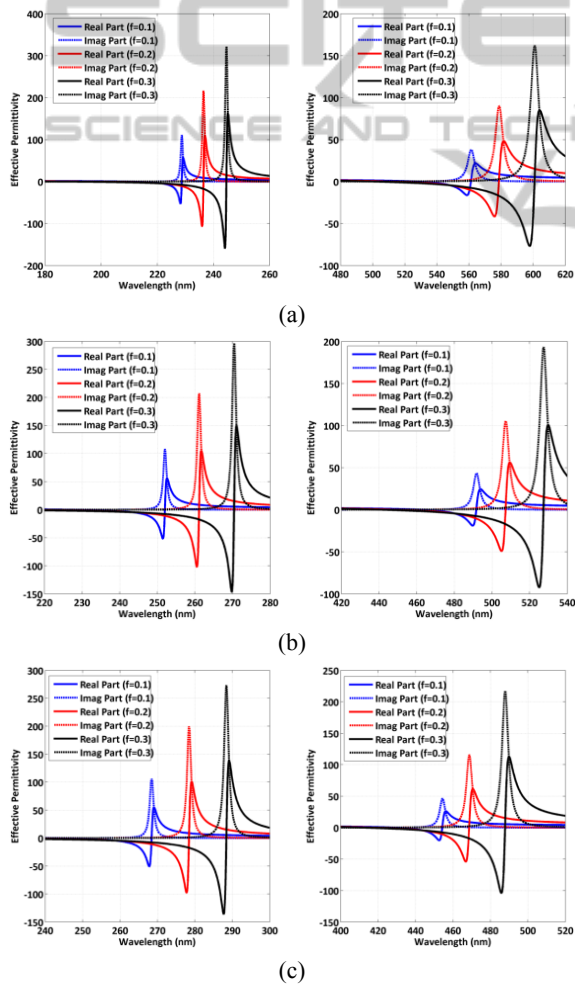 SCITE
SCIENCE AND TECH
400
300
200
100
0
-100
-200
Effective Permittivity
Real Part (f=0.1)
Imag Part (f=0.1)
Real Part (f=0.2)
Imag Part (f=0.2)
Real Part (f=0.3)
Imag Part (f=0.3)
180 200 220 240 260
Wavelength (nm)
200
150
100
50
0
-50
-100
Effective Permittivity
Real Part (f=0.1)
Imag Part (f=0.1)
Real Part (f=0.2)
Imag Part (f=0.2)
Real Part (f=0.3)
Imag Part (f=0.3)
480 500 520 540 560 580 600 620
Wavelength (nm)
(a)
300
250
200
150
100
50
0
-50
-100
-150
Effective Permittivity
Real Part (f=0.1)
Imag Part (f=0.1)
Real Part (f=0.2)
Imag Part (f=0.2)
Real Part (f=0.3)
Imag Part (f=0.3)
220 230 240 250 260 270 280
Wavelength (nm)
200
150
100
50
0
-50
-100
Effective Permittivity
Real Part (f=0.1)
Imag Part (f=0.1)
Real Part (f=0.2)
Imag Part (f=0.2)
Real Part (f=0.3)
Imag Part (f=0.3)
420 440 460 480 500 520 540
Wavelength (nm)
(b)
300
250
200
150
100
50
0
-50
-100
-150
Effective Permittivity
Real Part (f=0.1)
Imag Part (f=0.1)
Real Part (f=0.2)
Imag Part (f=0.2)
Real Part (f=0.3)
Imag Part (f=0.3)
240 250 260 270 280 290 300
Wavelength (nm)
250
200
150
100
50
0
-50
-100
-150
Effective Permittivity
Real Part (f=0.1)
Imag Part (f=0.1)
Real Part (f=0.2)
Imag Part (f=0.2)
Real Part (f=0.3)
Imag Part (f=0.3)
400 420 440 460 480 500 520
Wavelength (nm)
(c)